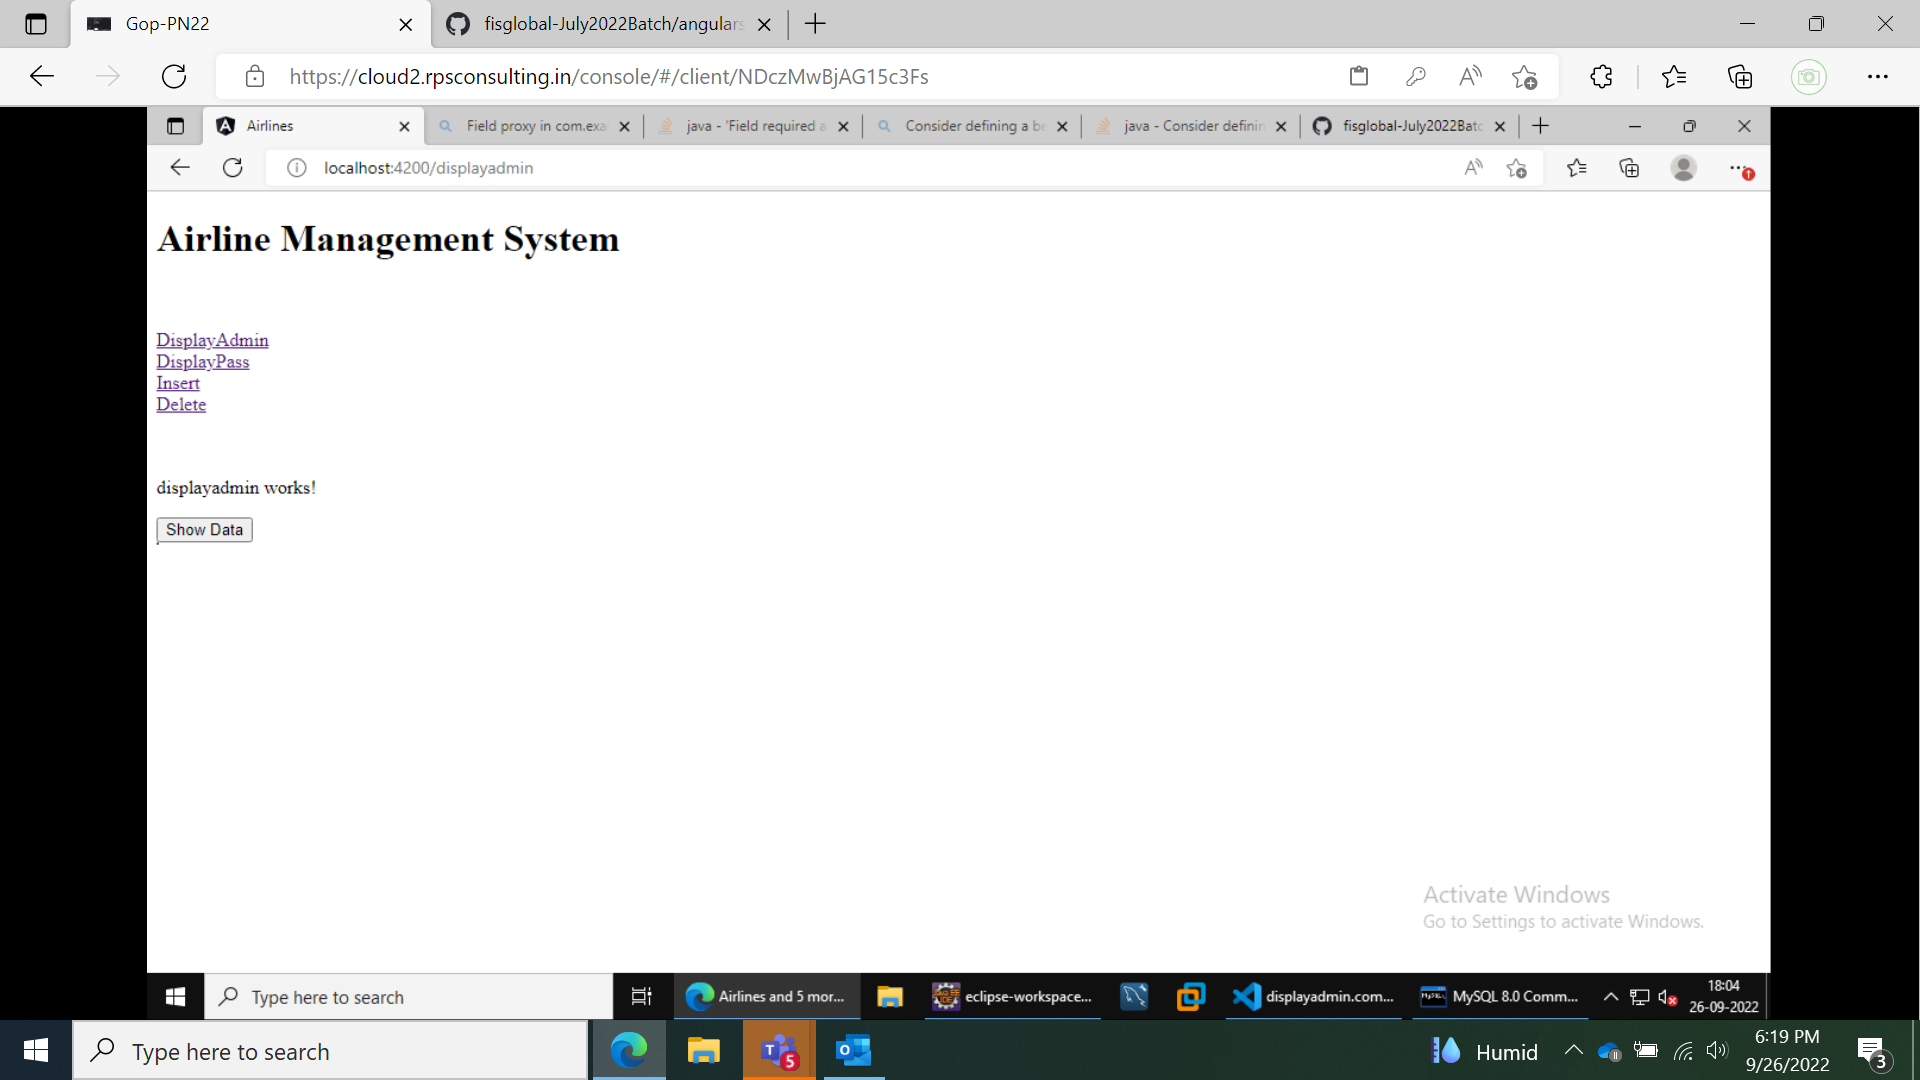 Gop-PN22
fisglobal-July2022Batch/angulars
https://cloud2.rpsconsulting.in/console/#/client/NDczMwBjAG15c3Fs
Airlines
Field proxy in com.exa
java - 'Field required a
Consider defining a be
java - Consider definin
fisglobal-July2022Batc
localhost:4200/displayadmin
Airline Management System
DisplayAdmin
DisplayPass
Insert
Delete
displayadmin works!
Show Data
Activate Windows
Go to Settings to activate Windows.
Type here to search
Airlines and 5 mor...
eclipse-workspace...
displayadmin.com...
MySQL 8.0 Comm...
18:04
26-09-2022
Type here to search
5
Humid
6:19 PM
9/26/2022
3